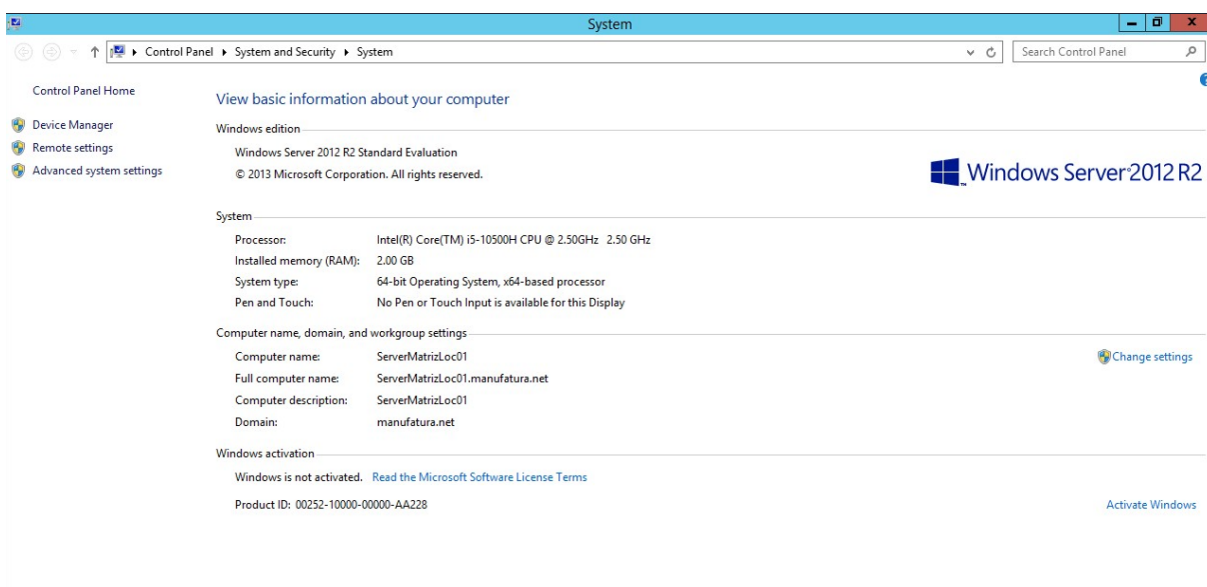 System
Control Panel System and Security System
Search Control Panel
Control Panel Home
Device Manager
Remote settings
Advanced system settings
View basic information about your computer
Windows edition
Windows Server 2012 R2 Standard Evaluation
© 2013 Microsoft Corporation. All rights reserved.
Windows Server 2012 R2
System
Processor: Intel(R) Core(TM) i5-10500H CPU @ 2.50GHz 2.50 GHz
Installed memory (RAM): 2.00 GB
System type: 64-bit Operating System, x64-based processor
Pen and Touch: No Pen or Touch Input is available for this Display
Computer name, domain, and workgroup settings
Computer name: ServerMatrizLoc01
Change settings
Full computer name: ServerMatrizLoc01.manufatura.net
Computer description: ServerMatrizLoc01
Domain: manufatura.net
Windows activation
Windows is not activated. Read the Microsoft Software License Terms
Product ID: 00252-10000-00000-AA228
Activate Windows